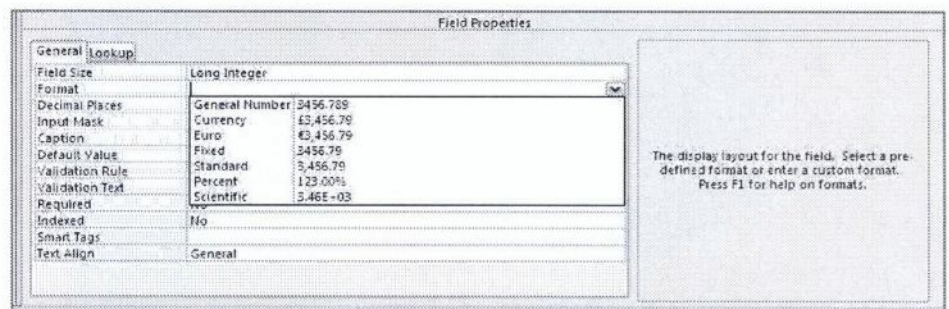 Field Properties
General Lookup
Field Size Long Integer
Format
Decimal Places General Number 3456.789
Input Mask Currency £3,456.79
Caption Euro €3,456.79
Default Value Fixed 3456.79
Validation Rule Standard 3,456.79
Validation Text Percent 123.00%
Required Scientific 3.46E+03
Indexed No
Smart Tags
Text Align General
The display layout for the field. Select a pre-
defined format or enter a custom format.
Press F1 for help on formats.